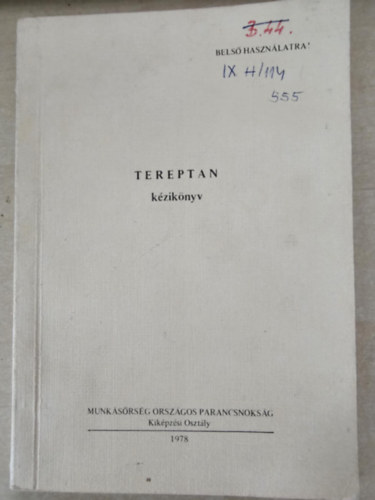 3.44.
BELSŐ HASZNÁLATRA!
IX H/114
555
TEREPTAN
kézikönyv
MUNKÁSŐRSÉG ORSZÁGOS PARANCSNOKSÁG
Kiképzési Osztály
1978